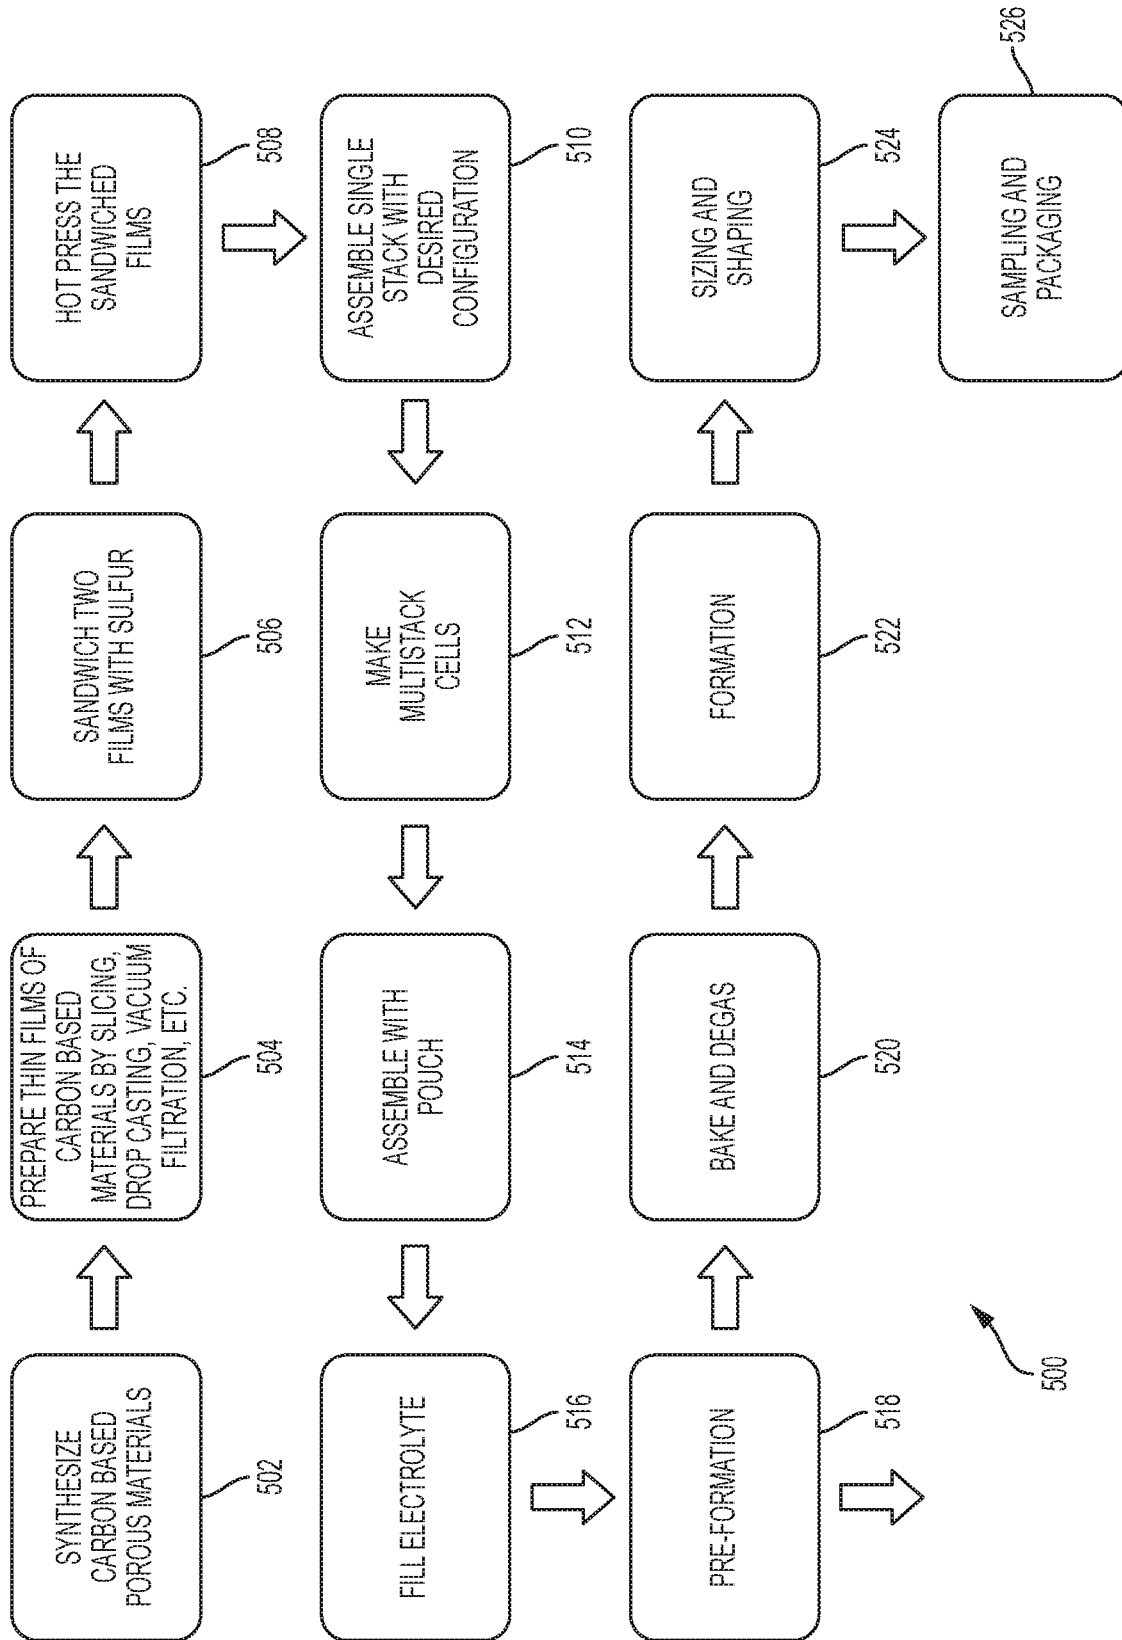 SYNTHESIZE
CARBON BASED
POROUS MATERIALS
502
PREPARE THIN FILMS OF
CARBON BASED
MATERIALS BY SLICING,
DROP CASTING, VACUUM
FILTRATION, ETC.
504
SANDWICH TWO
FILMS WITH SULFUR
506
HOT PRESS THE
SANDWICHED
FILMS
508
ASSEMBLE SINGLE
STACK WITH
DESIRED
CONFIGURATION
510
MAKE
MULTISTACK
CELLS
512
ASSEMBLE WITH
POUCH
514
FILL ELECTROLYTE
516
PRE-FORMATION
518
BAKE AND DEGAS
520
FORMATION
522
SIZING AND
SHAPING
524
SAMPLING AND
PACKAGING
526
500